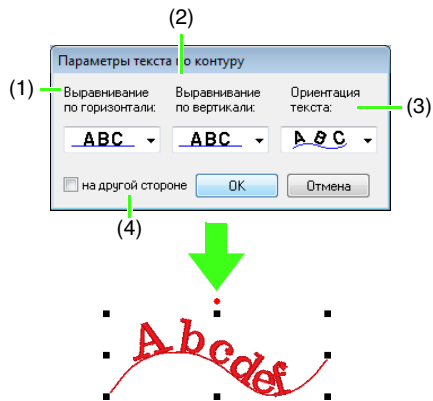 (2)
Параметры текста по контуру
(1)
Выравнивание по горизонтали:
Выравнивание по вертикали:
Ориентация текста:
(3)
ABC
ABC
ABC
на другой стороне
OK
Отмена
(4)
Abcdef